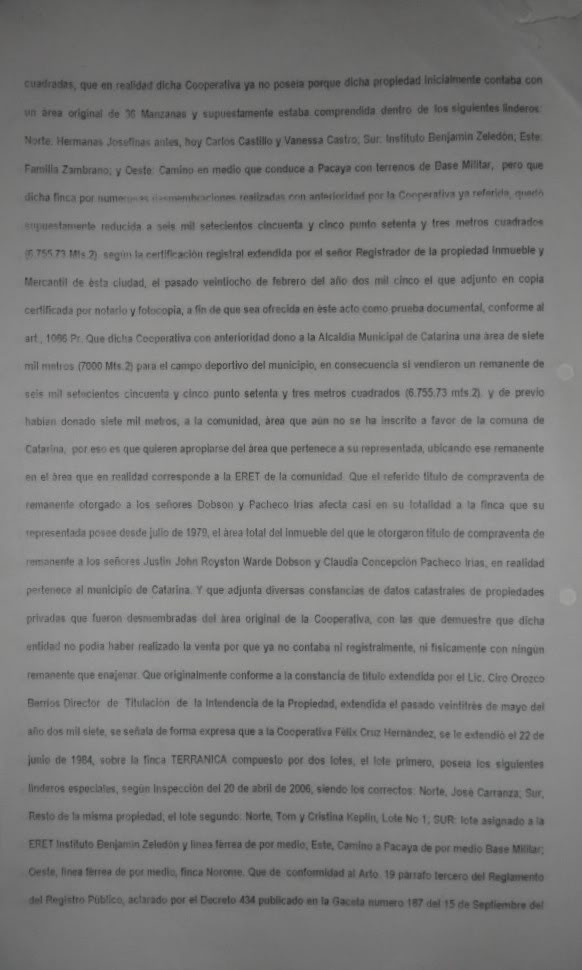 cuadradas, que en realidad dicha Cooperativa ya no poseía porque dicha propiedad inicialmente contaba con
un área original de 36 Manzanas y supuestamente estaba comprendida dentro de los siguientes linderos:
Norte: Hermanas Josefinas antes, hoy Carlos Castillo y Vanessa Castro; Sur: Instituto Benjamín Zeledón; Este:
Familia Zambrano; y Oeste: Camino en medio que conduce a Pacaya con terrenos de Base Militar, pero que
dicha finca por numerosas desmembraciones realizadas con anterioridad por la Cooperativa ya referida, quedó
supuestamente reducida a seis mil setecientos cincuenta y cinco punto setenta y tres metros cuadrados
(6.755.73 Mts.2) según la certificación registral extendida por el señor Registrador de la propiedad Inmueble y
Mercantil de ésta ciudad, el pasado veintiocho de febrero del año dos mil cinco el que adjunto en copia
certificada por notario y fotocopia, a fin de que sea ofrecida en éste acto como prueba documental, conforme al
art., 1086 Pr. Que dicha Cooperativa con anterioridad dono a la Alcaldía Municipal de Catarina una área de siete
mil metros (7000 Mts.2) para el campo deportivo del municipio, en consecuencia si vendieron un remanente de
seis mil setecientos cincuenta y cinco punto setenta y tres metros cuadrados (6.755.73 mts.2). y de previo
habían donado siete mil metros, a la comunidad, área que aún no se ha inscrito a favor de la comuna de
Catarina, por eso es que quieren apropiarse del área que pertenece a su representada, ubicando ese remanente
en el área que en realidad corresponde a la ERET de la comunidad. Que el referido título de compraventa de
remanente otorgado a los señores Dobson y Pacheco Irías afecta casi en su totalidad a la finca que su
representada posee desde julio de 1979, el área total del inmueble del que le otorgaron título de compraventa de
remanente a los señores Justin John Royston Warde Dobson y Claudia Concepción Pacheco Irías, en realidad
pertenece al municipio de Catarina. Y que adjunta diversas constancias de datos catastrales de propiedades
privadas que fueron desmembradas del área original de la Cooperativa, con las que demuestre que dicha
entidad no podía haber realizado la venta por que ya no contaba ni registralmente, ni físicamente con ningún
remanente que enajenar. Que originalmente conforme a la constancia de título extendida por el Lic. Ciro Orozco
Berrios Director de Titulación de la Intendencia de la Propiedad, extendida el pasado veintitrés de mayo del
año dos mil siete, se señala de forma expresa que a la Cooperativa Félix Cruz Hernández, se le extendió el 22 de
junio de 1984, sobre la finca TERRANICA compuesto por dos lotes, el lote primero, poseía los siguientes
linderos especiales, según Inspección del 20 de abril de 2006, siendo los correctos: Norte, José Carranza; Sur,
Resto de la misma propiedad; el lote segundo: Norte, Tom y Cristina Keplin, Lote No 1; SUR: lote asignado a la
ERET Instituto Benjamín Zeledón y línea férrea de por medio; Este, Camino a Pacaya de por medio Base Militar;
Oeste, línea férrea de por medio, finca Norome. Que de conformidad al Arto. 19 párrafo tercero del Reglamento
del Registro Público, aclarado por el Decreto 434 publicado en la Gaceta numero 187 del 15 de Septiembre del